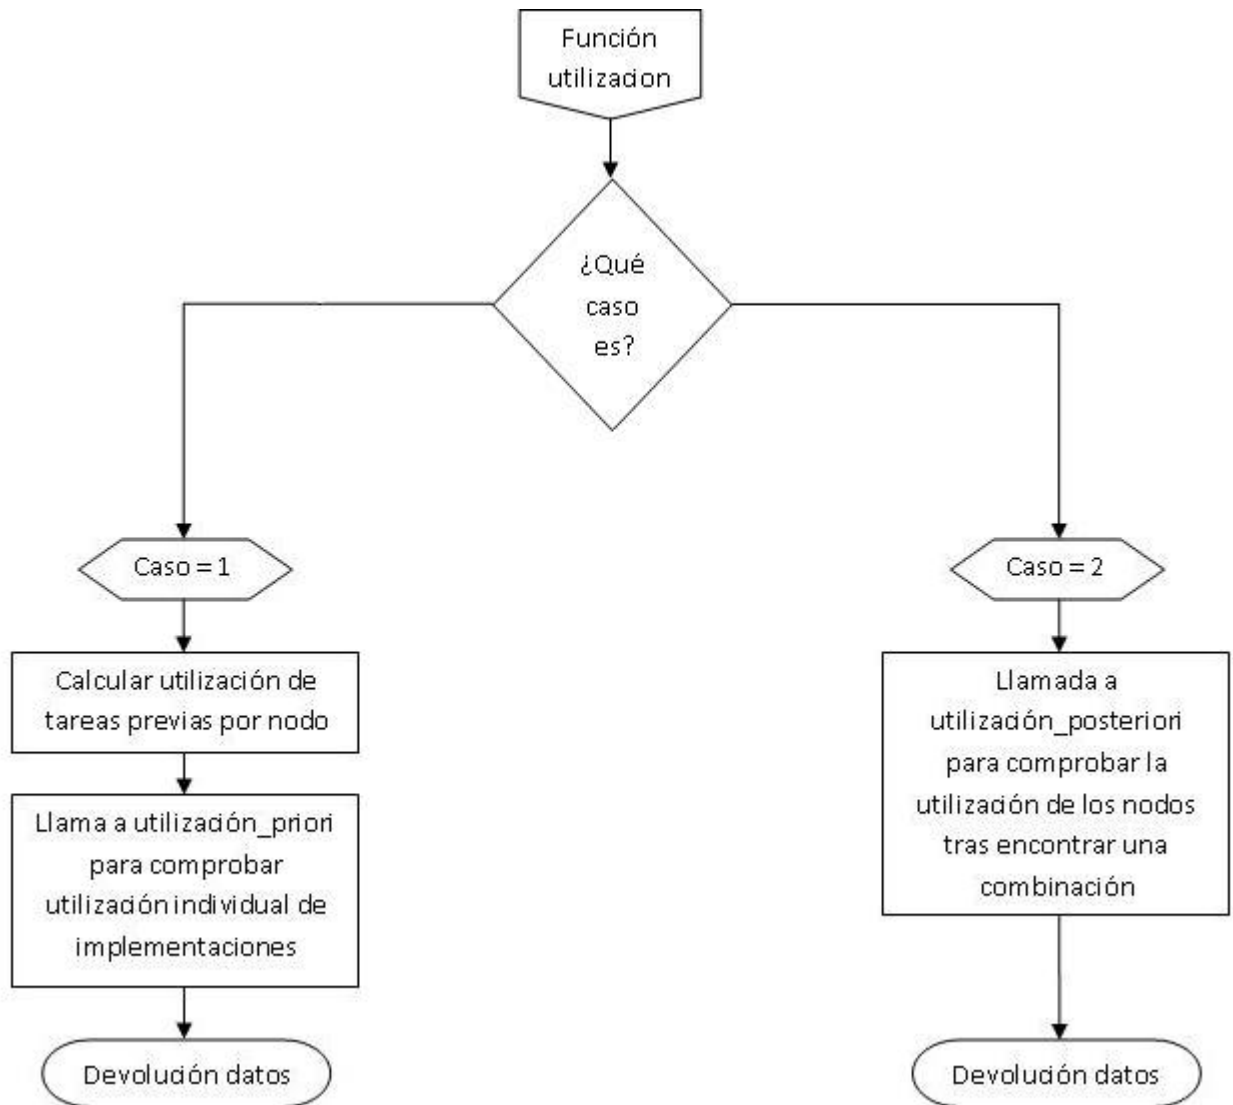 Función
utilizacion
¿Qué
caso
es?
Caso = 1
Calcular utilización de
tareas previas por nodo
Llama a utilización_priori
para comprobar
utilización individual de
implementaciones
Devolución datos
Caso = 2
Llamada a
utilización_posteriori
para comprobar la
utilización de los nodos
tras encontrar una
combinación
Devolución datos